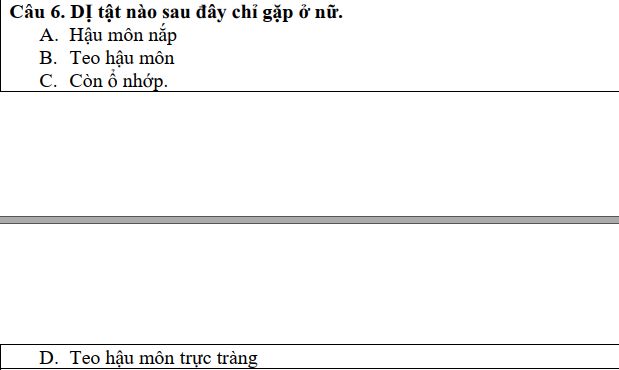 Câu 6. DỊ tật nào sau đây chỉ gặp ở nữ.
A. Hậu môn nắp
B. Teo hậu môn
C. Còn ổ nhớp.
D. Teo hậu môn trực tràng